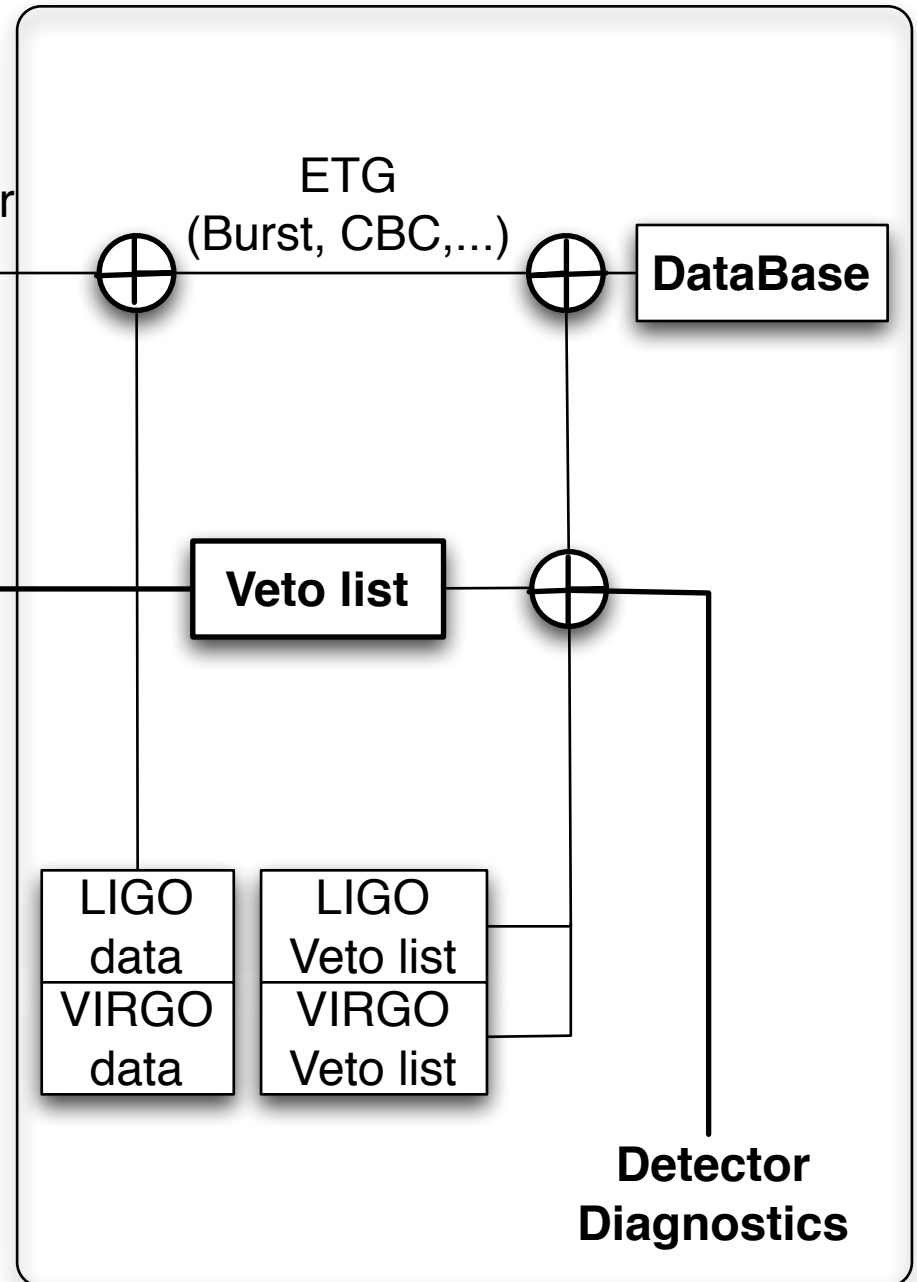 ETG
(Burst, CBC,...)
r
DataBase
Veto list
LIGO
data
VIRGO
data
LIGO
Veto list
VIRGO
Veto list
Detector
Diagnostics